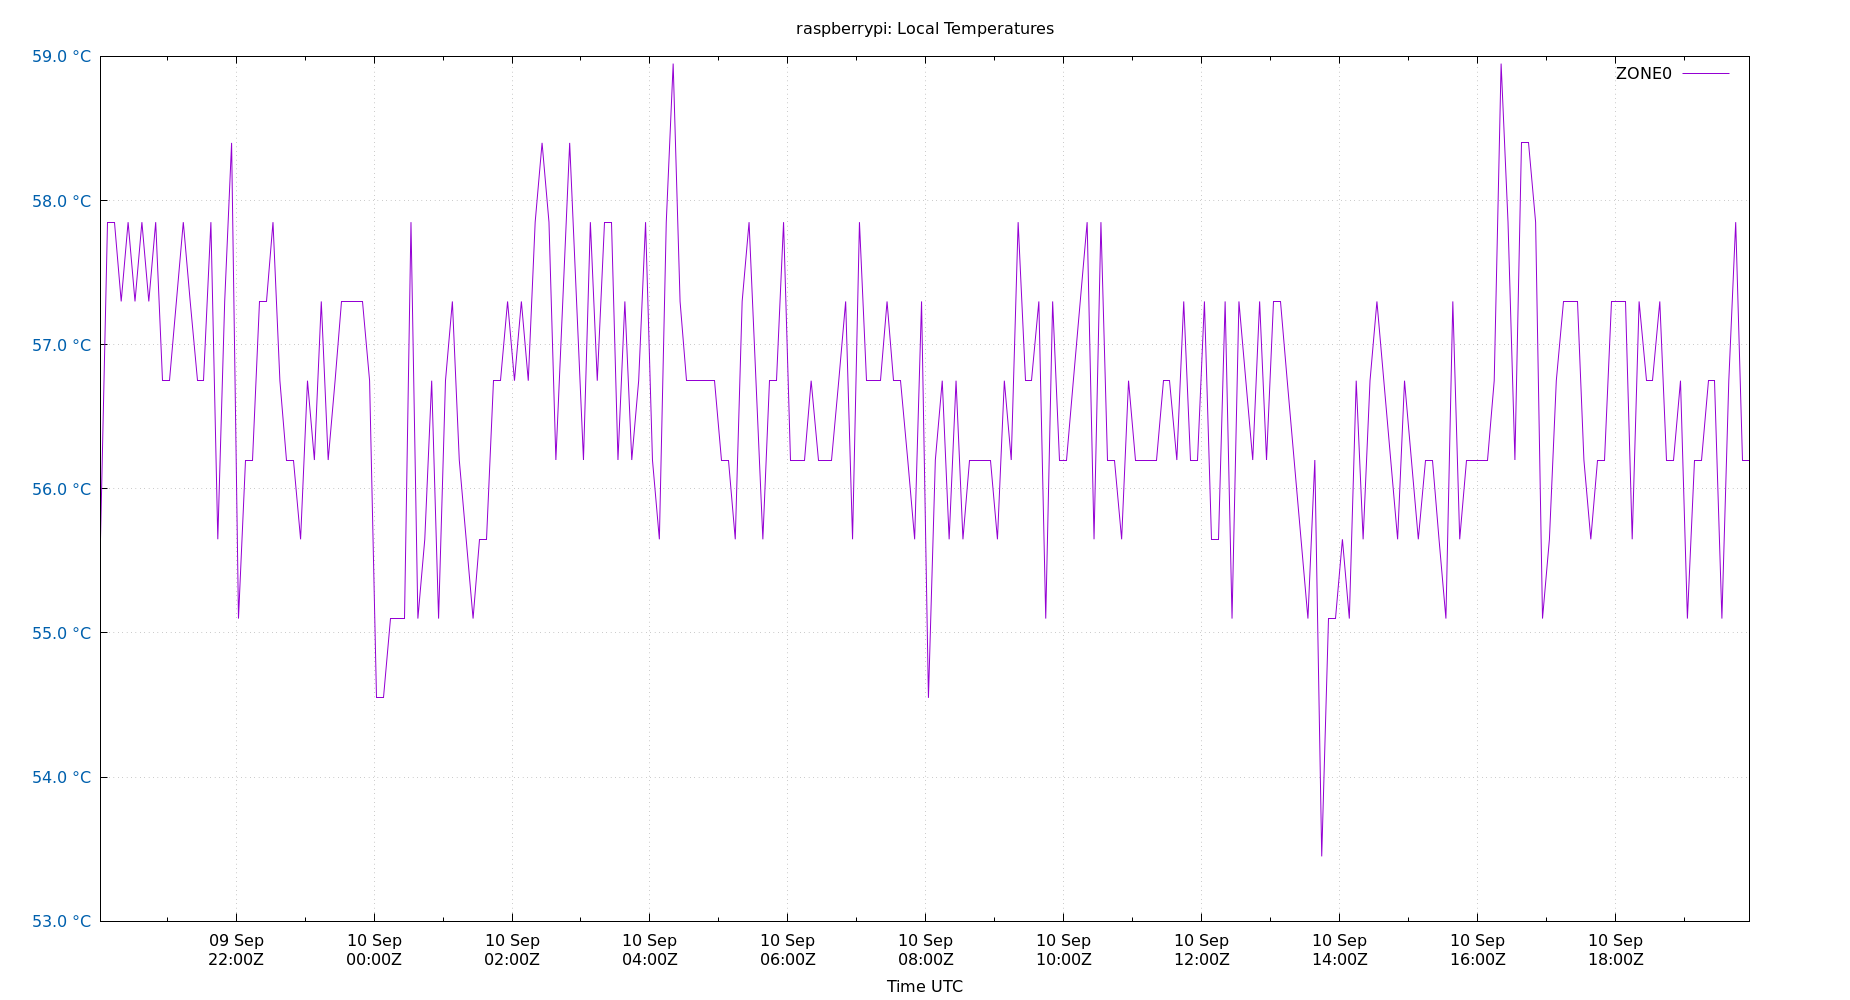 raspberrypi: Local Temperatures
59.0 °C
ZONE0
58.0 °C
57.0 °C
56.0 °C
55.0 °C
54.0 °C
53.0 °C
09 Sep 10 Sep 10 Sep 10 Sep 10 Sep 10 Sep 10 Sep 10 Sep 10 Sep 10 Sep 10 Sep
22:00Z 00:00Z 02:00Z 04:00Z 06:00Z 08:00Z 10:00Z 12:00Z 14:00Z 16:00Z 18:00Z
Time UTC